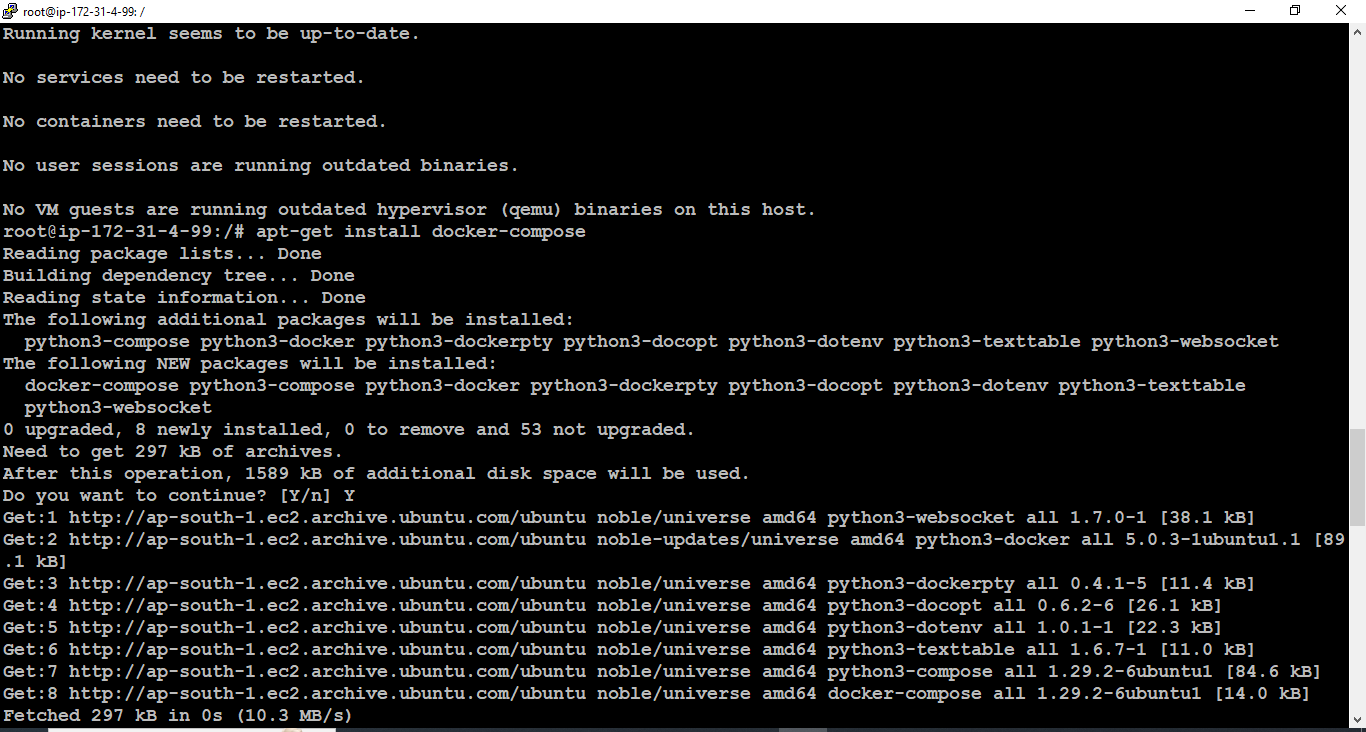 root@ip-172-31-4-99: /
Running kernel seems to be up-to-date.
No services need to be restarted.
No containers need to be restarted.
No user sessions are running outdated binaries.
No VM guests are running outdated hypervisor (qemu) binaries on this host.
root@ip-172-31-4-99:/# apt-get install docker-compose
Reading package lists... Done
Building dependency tree... Done
Reading state information... Done
The following additional packages will be installed:
  python3-compose python3-docker python3-dockerpty python3-docopt python3-dotenv python3-texttable python3-websocket
The following NEW packages will be installed:
  docker-compose python3-compose python3-docker python3-dockerpty python3-docopt python3-dotenv python3-texttable
  python3-websocket
0 upgraded, 8 newly installed, 0 to remove and 53 not upgraded.
Need to get 297 kB of archives.
After this operation, 1589 kB of additional disk space will be used.
Do you want to continue? [Y/n] Y
Get:1 http://ap-south-1.ec2.archive.ubuntu.com/ubuntu noble/universe amd64 python3-websocket all 1.7.0-1 [38.1 kB]
Get:2 http://ap-south-1.ec2.archive.ubuntu.com/ubuntu noble-updates/universe amd64 python3-docker all 5.0.3-1ubuntu1.1 [89
.1 kB]
Get:3 http://ap-south-1.ec2.archive.ubuntu.com/ubuntu noble/universe amd64 python3-dockerpty all 0.4.1-5 [11.4 kB]
Get:4 http://ap-south-1.ec2.archive.ubuntu.com/ubuntu noble/universe amd64 python3-docopt all 0.6.2-6 [26.1 kB]
Get:5 http://ap-south-1.ec2.archive.ubuntu.com/ubuntu noble/universe amd64 python3-dotenv all 1.0.1-1 [22.3 kB]
Get:6 http://ap-south-1.ec2.archive.ubuntu.com/ubuntu noble/universe amd64 python3-texttable all 1.6.7-1 [11.0 kB]
Get:7 http://ap-south-1.ec2.archive.ubuntu.com/ubuntu noble/universe amd64 python3-compose all 1.29.2-6ubuntu1 [84.6 kB]
Get:8 http://ap-south-1.ec2.archive.ubuntu.com/ubuntu noble/universe amd64 docker-compose all 1.29.2-6ubuntu1 [14.0 kB]
Fetched 297 kB in 0s (10.3 MB/s)